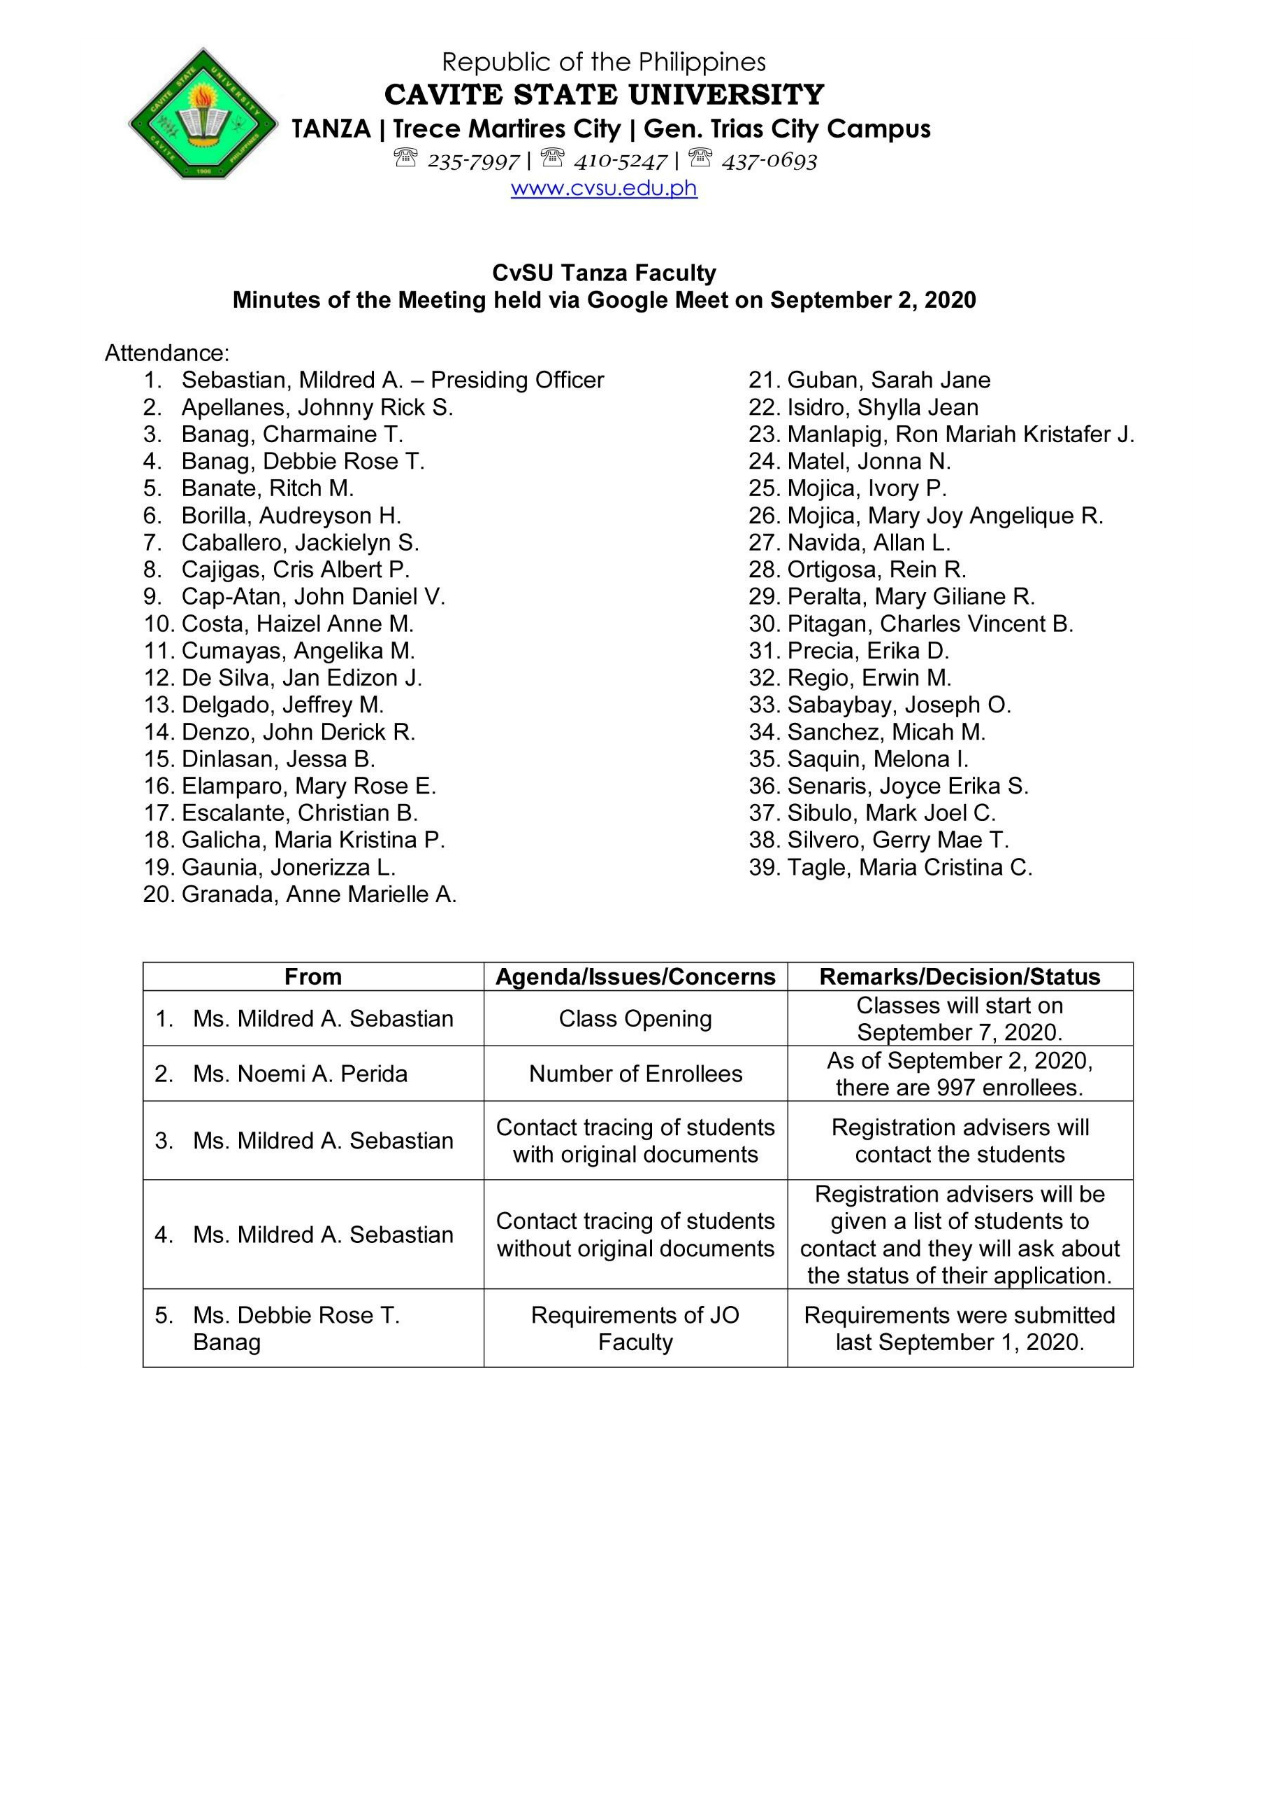 CAVITE STATE UNIVERSITY
CAVITE PHILIPPINES
1906
Republic of the Philippines
CAVITE STATE UNIVERSITY
TANZA | Trece Martires City | Gen. Trias City Campus
☏ 235-7997 | ☏ 410-5247 | ☏ 437-0693
www.cvsu.edu.ph
CvSU Tanza Faculty
Minutes of the Meeting held via Google Meet on September 2, 2020
Attendance:
1. Sebastian, Mildred A. – Presiding Officer
2. Apellanes, Johnny Rick S.
3. Banag, Charmaine T.
4. Banag, Debbie Rose T.
5. Banate, Ritch M.
6. Borilla, Audreyson H.
7. Caballero, Jackielyn S.
8. Cajigas, Cris Albert P.
9. Cap-Atan, John Daniel V.
10. Costa, Haizel Anne M.
11. Cumayas, Angelika M.
12. De Silva, Jan Edizon J.
13. Delgado, Jeffrey M.
14. Denzo, John Derick R.
15. Dinlasan, Jessa B.
16. Elamparo, Mary Rose E.
17. Escalante, Christian B.
18. Galicha, Maria Kristina P.
19. Gaunia, Jonerizza L.
20. Granada, Anne Marielle A.
21. Guban, Sarah Jane
22. Isidro, Shylla Jean
23. Manlapig, Ron Mariah Kristafer J.
24. Matel, Jonna N.
25. Mojica, Ivory P.
26. Mojica, Mary Joy Angelique R.
27. Navida, Allan L.
28. Ortigosa, Rein R.
29. Peralta, Mary Giliane R.
30. Pitagan, Charles Vincent B.
31. Precia, Erika D.
32. Regio, Erwin M.
33. Sabaybay, Joseph O.
34. Sanchez, Micah M.
35. Saquin, Melona I.
36. Senaris, Joyce Erika S.
37. Sibulo, Mark Joel C.
38. Silvero, Gerry Mae T.
39. Tagle, Maria Cristina C.
From
Agenda/Issues/Concerns
Remarks/Decision/Status
1. Ms. Mildred A. Sebastian
Class Opening
Classes will start on
September 7, 2020.
2. Ms. Noemi A. Perida
Number of Enrollees
As of September 2, 2020,
there are 997 enrollees.
3. Ms. Mildred A. Sebastian
Contact tracing of students
with original documents
Registration advisers will
contact the students
4. Ms. Mildred A. Sebastian
Contact tracing of students
without original documents
Registration advisers will be
given a list of students to
contact and they will ask about
the status of their application.
5. Ms. Debbie Rose T.
Banag
Requirements of JO
Faculty
Requirements were submitted
last September 1, 2020.